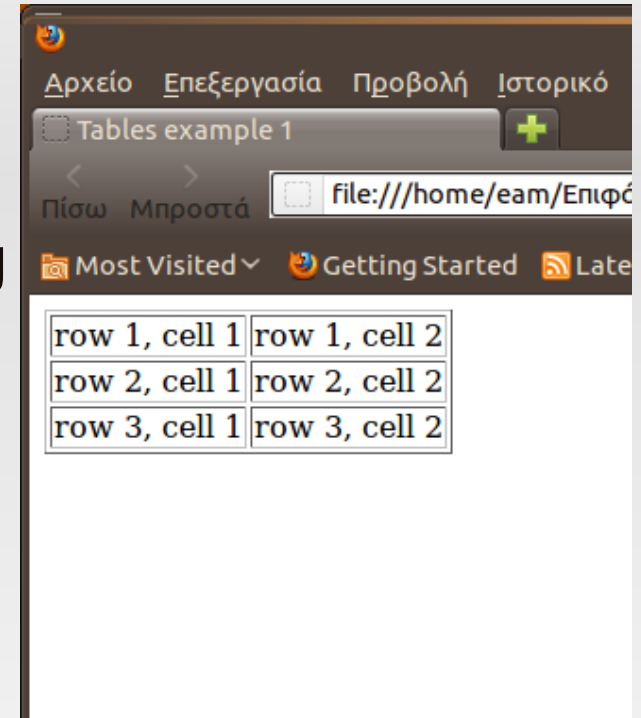 Αρχείο Επεξεργασία Προβολή Ιστορικό
Tables example 1
Πίσω Μπροστά file:///home/eam/Επιφά
Most Visited Getting Started Late
row 1, cell 1 row 1, cell 2
row 2, cell 1 row 2, cell 2
row 3, cell 1 row 3, cell 2